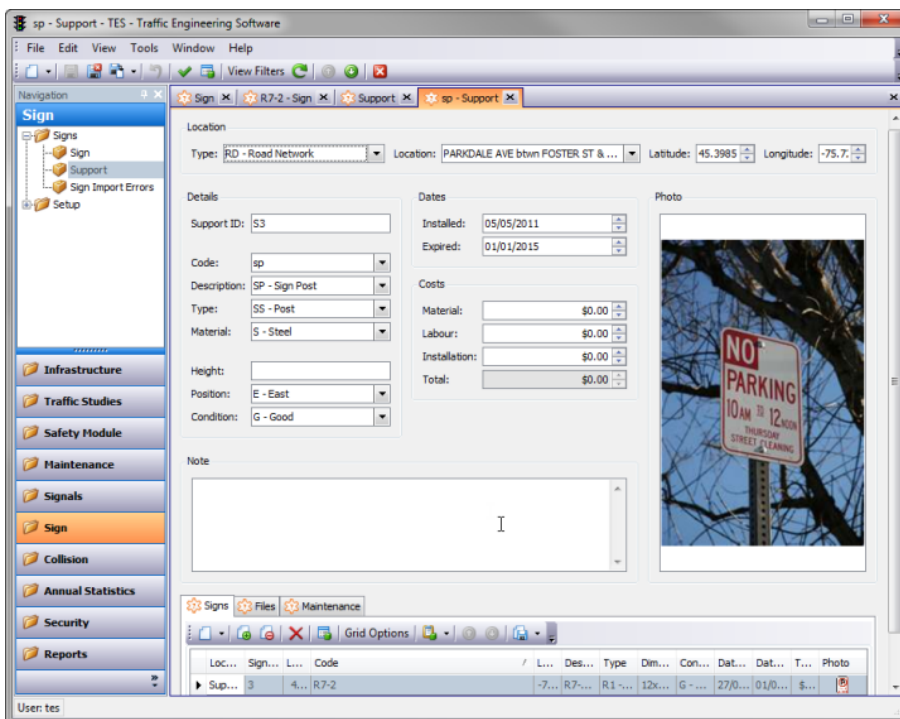 sp - Support - TES - Traffic Engineering Software
File Edit View Tools Window Help
View Filters
Navigation
Sign
Signs
Sign
Support
Sign Import Errors
Setup
Infrastructure
Traffic Studies
Safety Module
Maintenance
Signals
Sign
Collision
Annual Statistics
Security
Reports
Sign R7-2 - Sign Support sp - Support
Location
Type: RD - Road Network Location: PARKDALE AVE btwn FOSTER ST & ... Latitude: 45.3985 Longitude: -75.7
Details
Support ID: S3
Code: sp
Description: SP - Sign Post
Type: SS - Post
Material: S - Steel
Height:
Position: E - East
Condition: G - Good
Dates
Installed: 05/05/2011
Expired: 01/01/2015
Costs
Material: $0.00
Labour: $0.00
Installation: $0.00
Total: $0.00
Photo
NO
PARKING
10 AM TO 12 NOON
THURSDAY
STREET CLEANING
Note
Signs Files Maintenance
Grid Options
Loc... Sign... L... Code / L... Des... Type Dim... Con... Dat... Dat... T... Photo
Sup... 3 4... R7-2 -7... R7-... R1 -... 12x... G - ... 27/0... 01/0... $...
User: tes